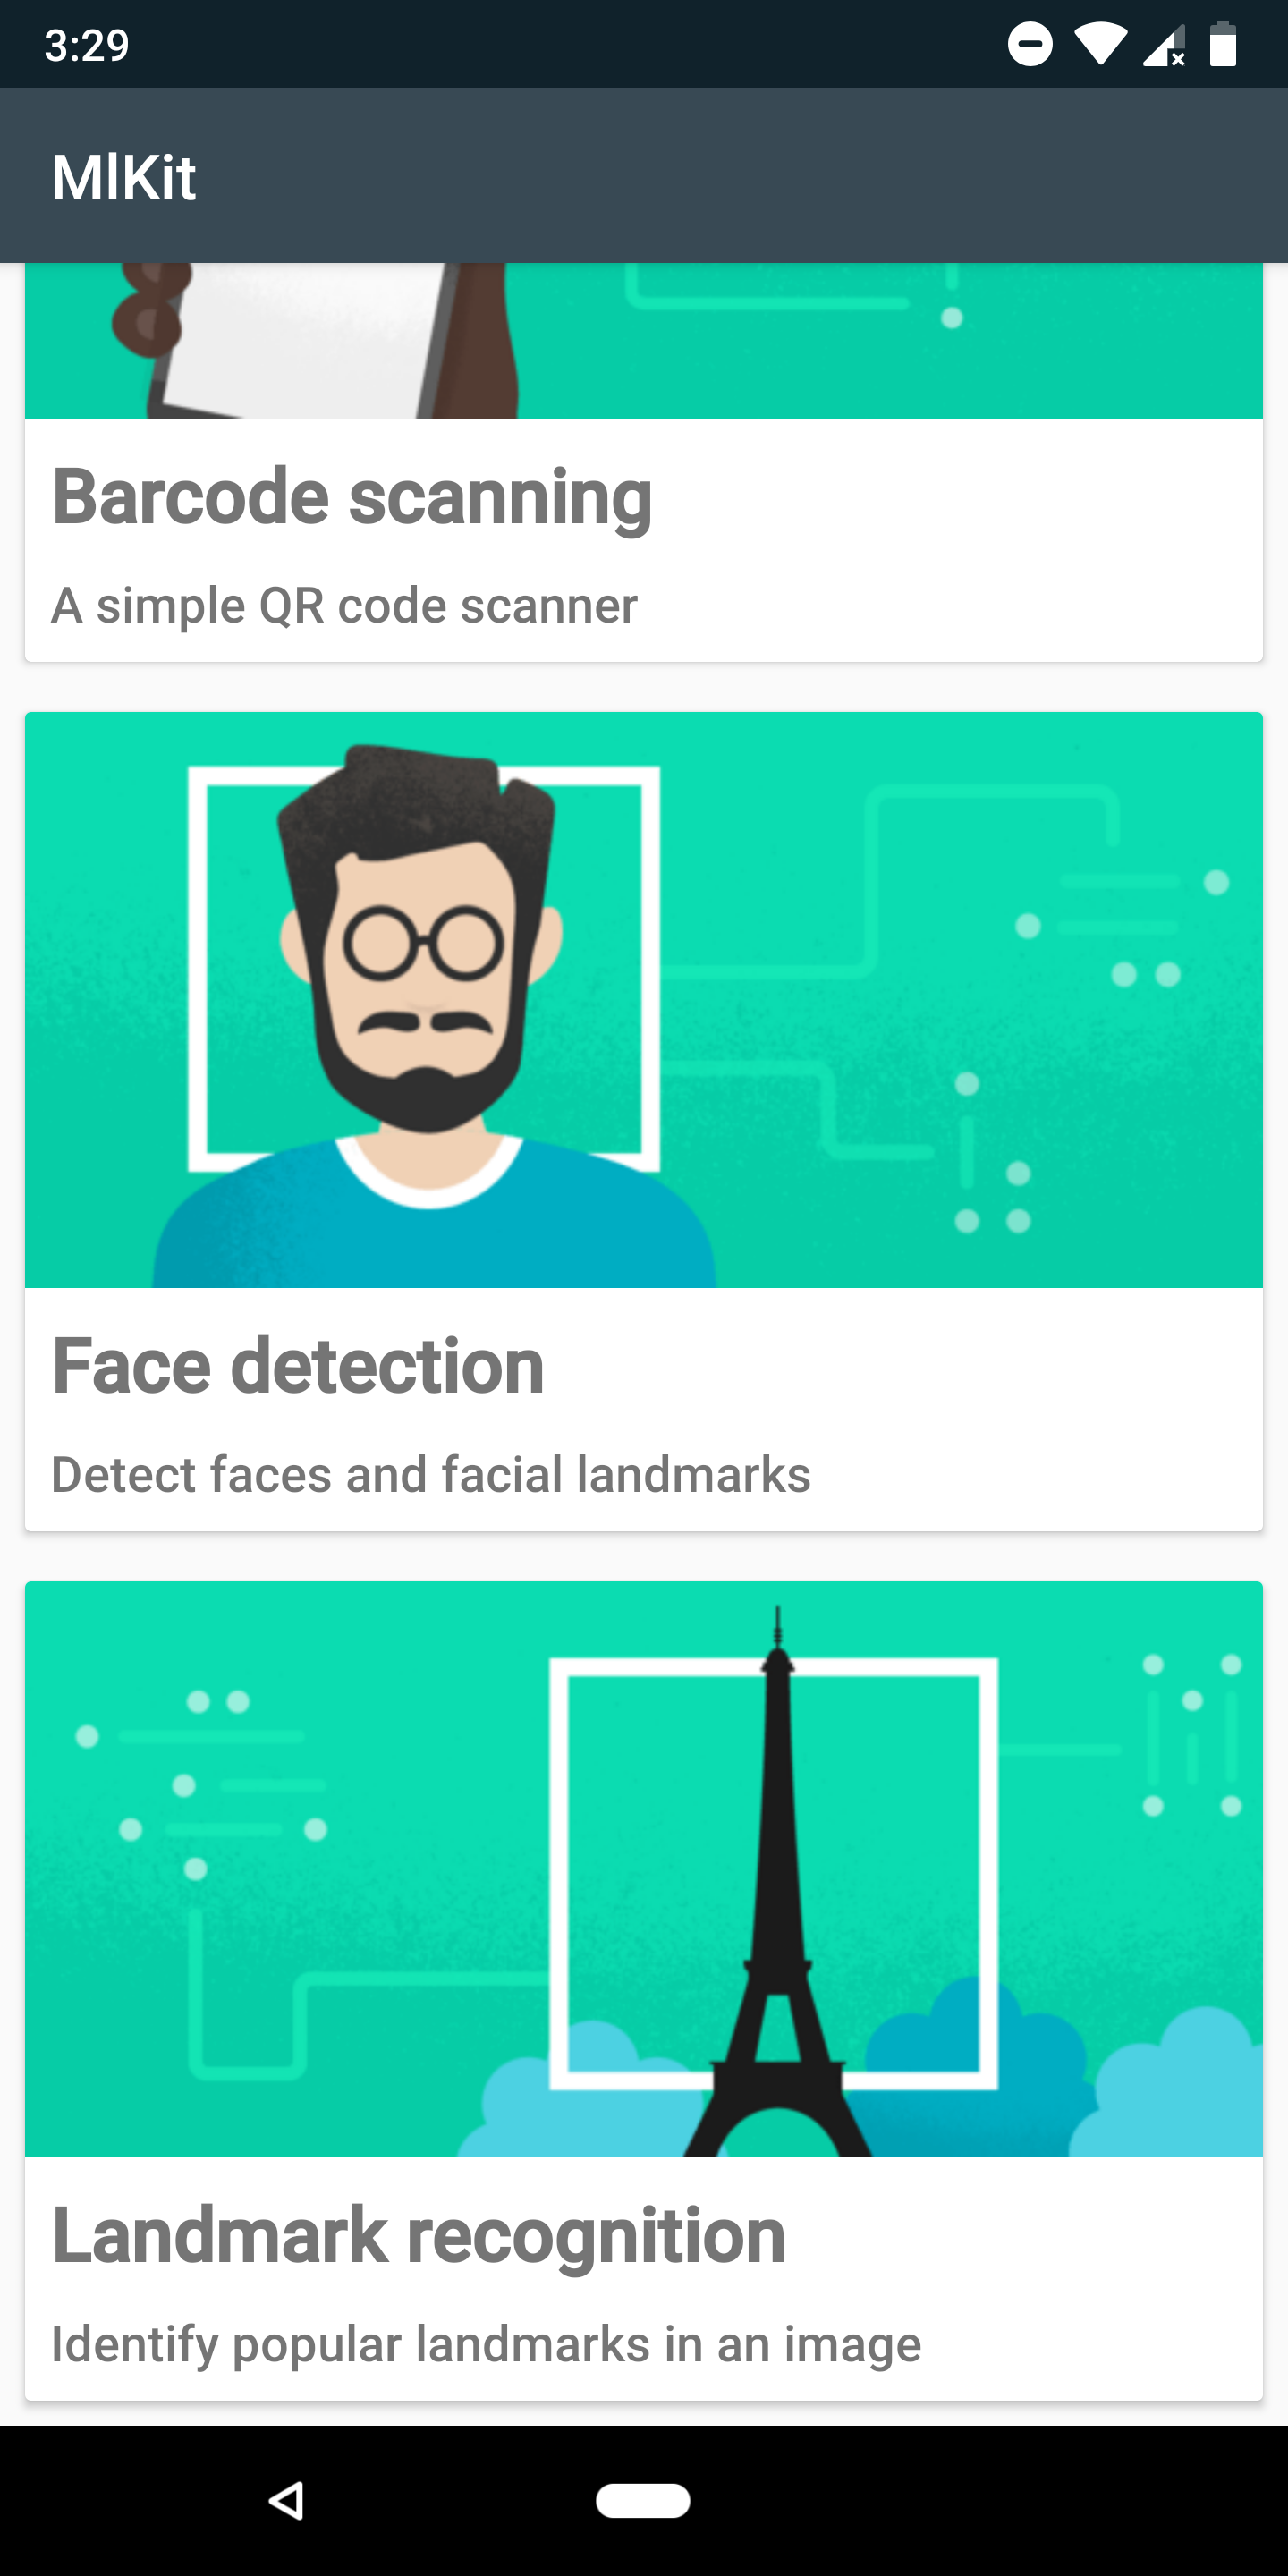 3:29
MlKit
Barcode scanning
A simple QR code scanner
Face detection
Detect faces and facial landmarks
Landmark recognition
Identify popular landmarks in an image